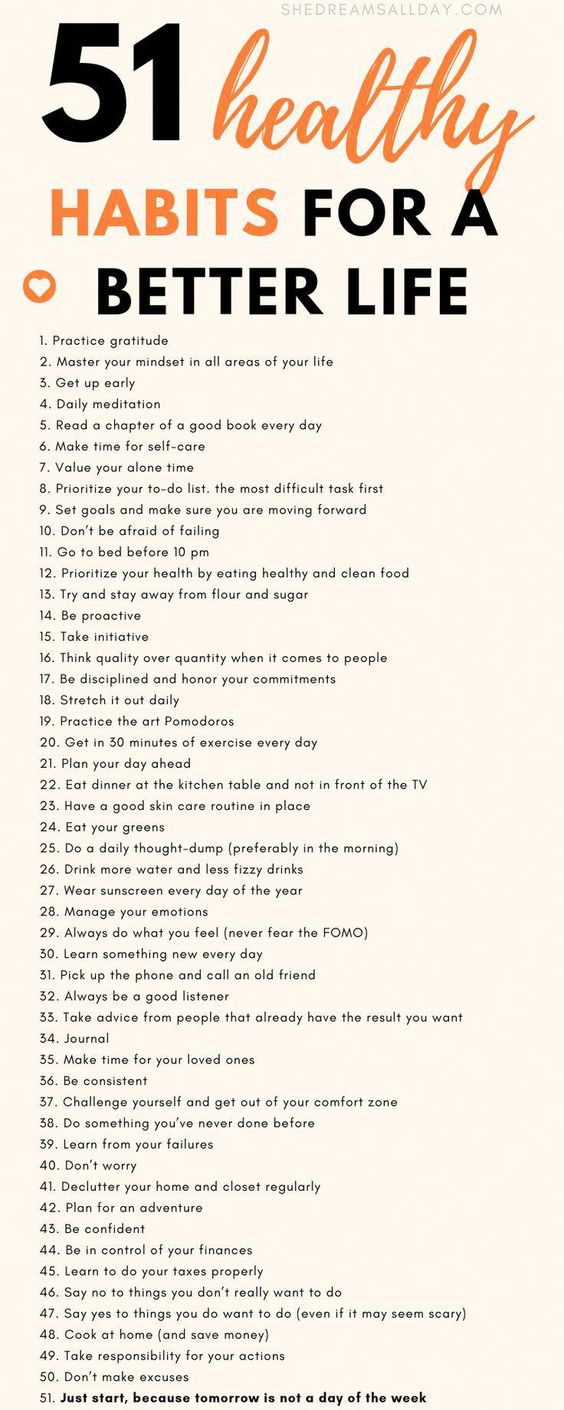 SHEDREAMSALLDAY.COM
51 healthy
HABITS FOR A
BETTER LIFE
1. Practice gratitude
2. Master your mindset in all areas of your life
3. Get up early
4. Daily meditation
5. Read a chapter of a good book every day
6. Make time for self-care
7. Value your alone time
8. Prioritize your to-do list. the most difficult task first
9. Set goals and make sure you are moving forward
10. Don't be afraid of failing
11. Go to bed before 10 pm
12. Prioritize your health by eating healthy and clean food
13. Try and stay away from flour and sugar
14. Be proactive
15. Take initiative
16. Think quality over quantity when it comes to people
17. Be disciplined and honor your commitments
18. Stretch it out daily
19. Practice the art Pomodoros
20. Get in 30 minutes of exercise every day
21. Plan your day ahead
22. Eat dinner at the kitchen table and not in front of the TV
23. Have a good skin care routine in place
24. Eat your greens
25. Do a daily thought-dump (preferably in the morning)
26. Drink more water and less fizzy drinks
27. Wear sunscreen every day of the year
28. Manage your emotions
29. Always do what you feel (never fear the FOMO)
30. Learn something new every day
31. Pick up the phone and call an old friend
32. Always be a good listener
33. Take advice from people that already have the result you want
34. Journal
35. Make time for your loved ones
36. Be consistent
37. Challenge yourself and get out of your comfort zone
38. Do something you've never done before
39. Learn from your failures
40. Don't worry
41. Declutter your home and closet regularly
42. Plan for an adventure
43. Be confident
44. Be in control of your finances
45. Learn to do your taxes properly
46. Say no to things you don't really want to do
47. Say yes to things you do want to do (even if it may seem scary)
48. Cook at home (and save money)
49. Take responsibility for your actions
50. Don't make excuses
51. Just start, because tomorrow is not a day of the week